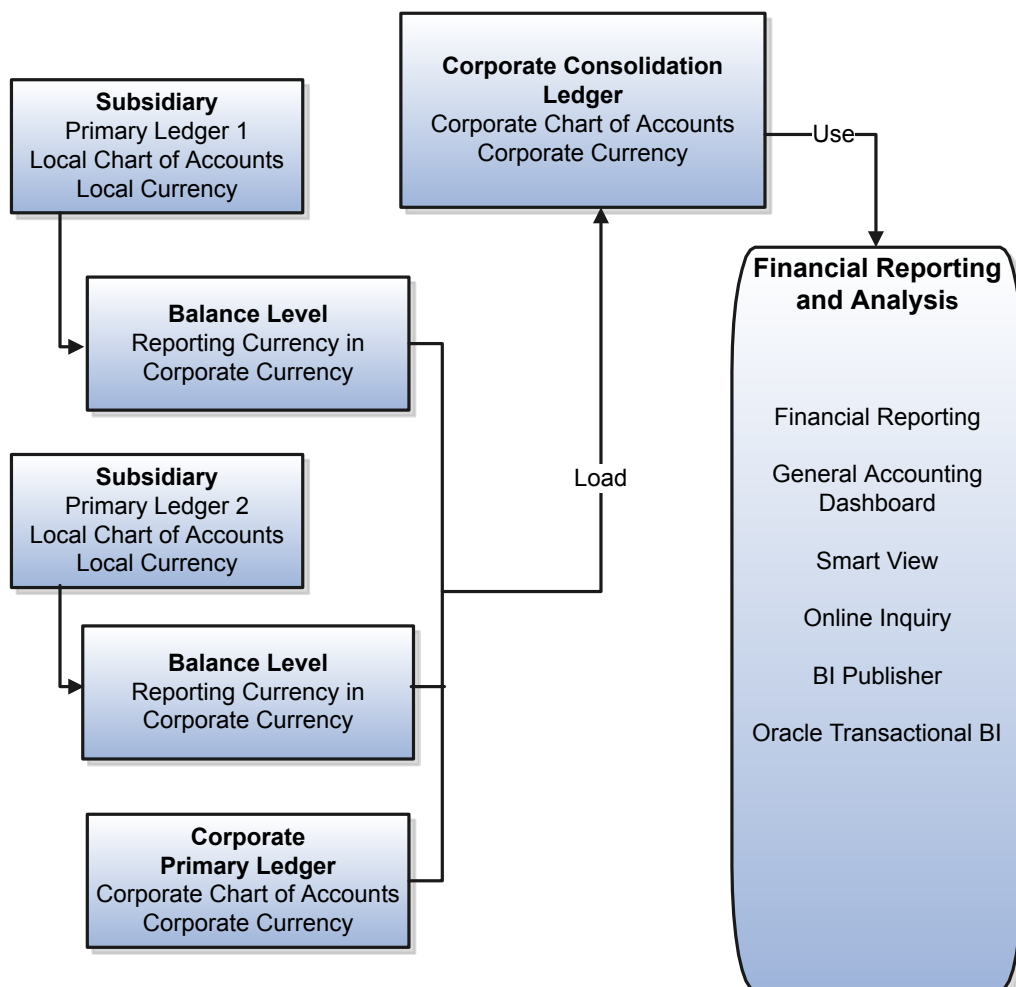 Subsidiary
Primary Ledger 1
Local Chart of Accounts
Local Currency
Balance Level
Reporting Currency in
Corporate Currency
Subsidiary
Primary Ledger 2
Local Chart of Accounts
Local Currency
Balance Level
Reporting Currency in
Corporate Currency
Corporate
Primary Ledger
Corporate Chart of Accounts
Corporate Currency
Load
Corporate Consolidation
Ledger
Corporate Chart of Accounts
Corporate Currency
Use
Financial Reporting
and Analysis
Financial Reporting
General Accounting
Dashboard
Smart View
Online Inquiry
BI Publisher
Oracle Transactional BI